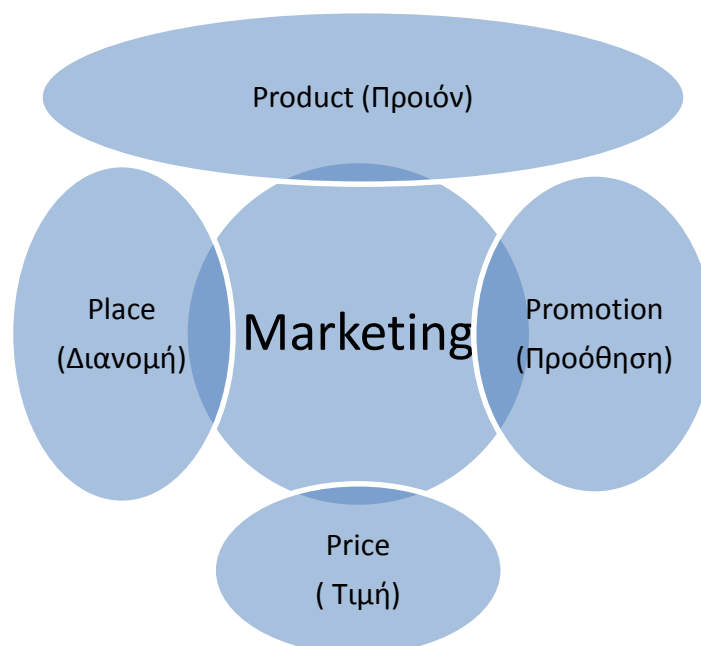 Product (Προιόν)
Place
(Διανομή)
Marketing
Promotion
(Προόθηση)
Price
( Τιμή)